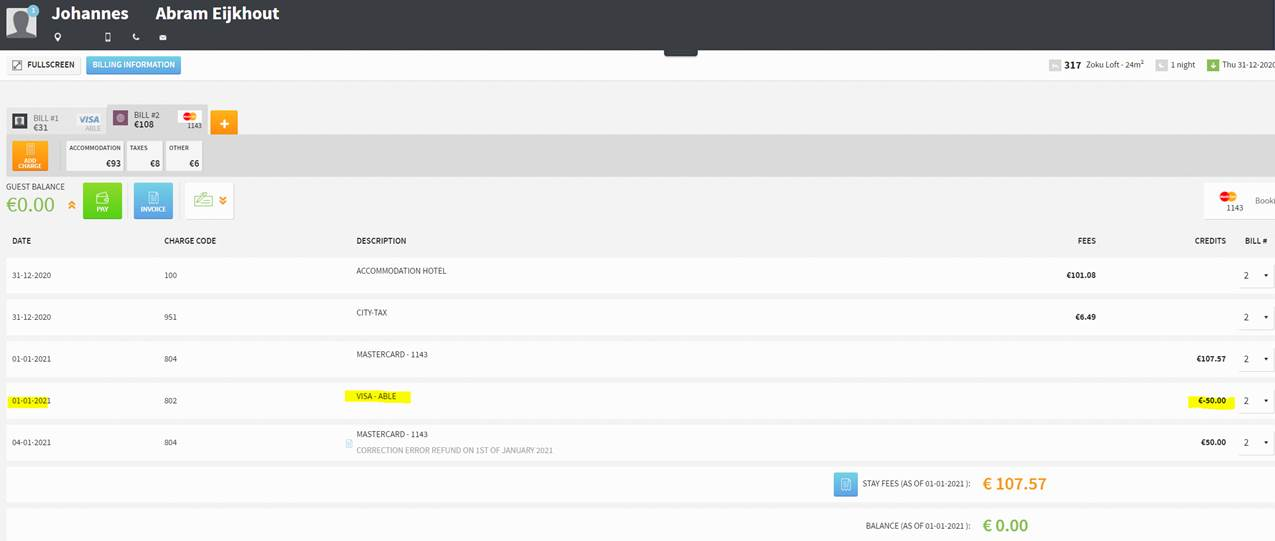 1
Johannes Abram Eijkhout
FULLSCREEN BILLING INFORMATION 317 Zoku Loft - 24m² 1 night Thu 31-12-2020
BILL #1 €31 VISA ABLE
BILL #2 €108 1143
+
ADD CHARGE
ACCOMMODATION €93
TAXES €8
OTHER €6
GUEST BALANCE
€0.00
PAY
INVOICE
1143
DATE CHARGE CODE DESCRIPTION FEES CREDITS BILL #
31-12-2020 100 ACCOMMODATION HOTEL €101.08 2
31-12-2020 951 CITY-TAX €6.49 2
01-01-2021 804 MASTERCARD - 1143 €107.57 2
01-01-2021 802 VISA - ABLE €-50.00 2
04-01-2021 804 MASTERCARD - 1143 €50.00 2
CORRECTION ERROR REFUND ON 1ST OF JANUARY 2021
STAY FEES (AS OF 01-01-2021 ): € 107.57
BALANCE (AS OF 01-01-2021 ): € 0.00